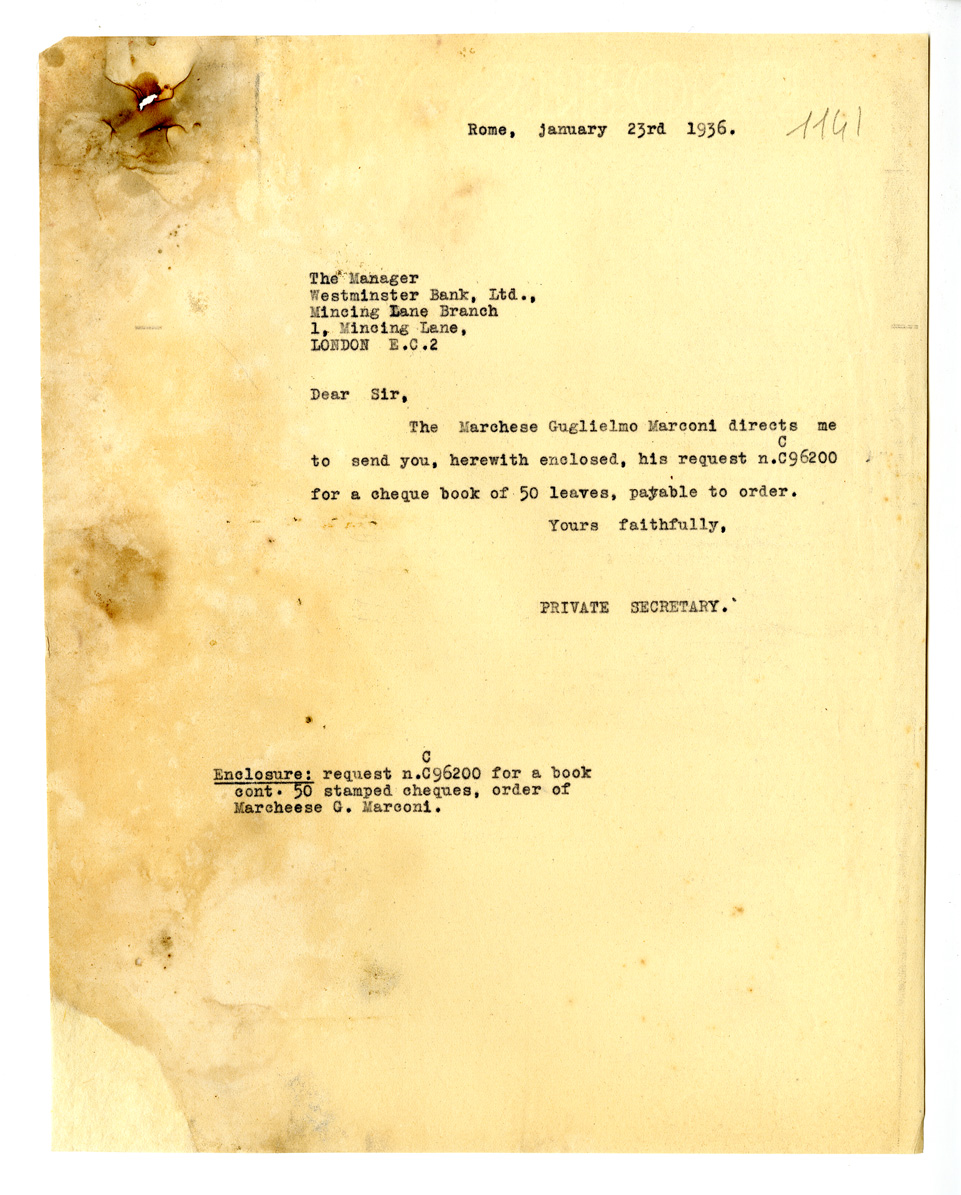 Rome, january 23rd 1936.
1141
The Manager
Westminster Bank, Ltd.,
Mincing Lane Branch
1, Mincing Lane,
LONDON E.C.2
Dear Sir,
The Marchese Guglielmo Marconi directs me
C
to send you, herewith enclosed, his request n.C96200
for a cheque book of 50 leaves, payable to order.
Yours faithfully,
PRIVATE SECRETARY.
C
Enclosure: request n.C96200 for a book
cont. 50 stamped cheques, order of
Marcheese G. Marconi.